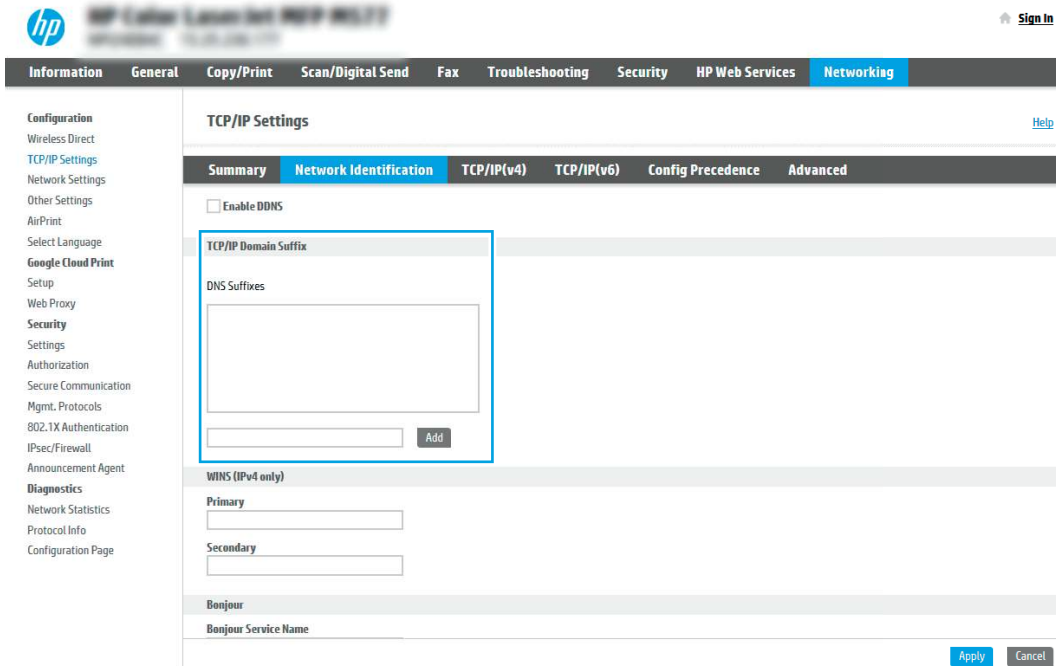 hp
Sign In
Information General Copy/Print Scan/Digital Send Fax Troubleshooting Security HP Web Services Networking
Configuration
Wireless Direct
TCP/IP Settings
Network Settings
Other Settings
AirPrint
Select Language
Google Cloud Print
Setup
Web Proxy
Security
Settings
Authorization
Secure Communication
Mgmt. Protocols
802.1X Authentication
IPsec/Firewall
Announcement Agent
Diagnostics
Network Statistics
Protocol Info
Configuration Page
TCP/IP Settings
Help
Summary Network Identification TCP/IP(v4) TCP/IP(v6) Config Precedence Advanced
Enable DDNS
TCP/IP Domain Suffix
DNS Suffixes
Add
WINS (IPv4 only)
Primary
Secondary
Bonjour
Bonjour Service Name
Apply Cancel